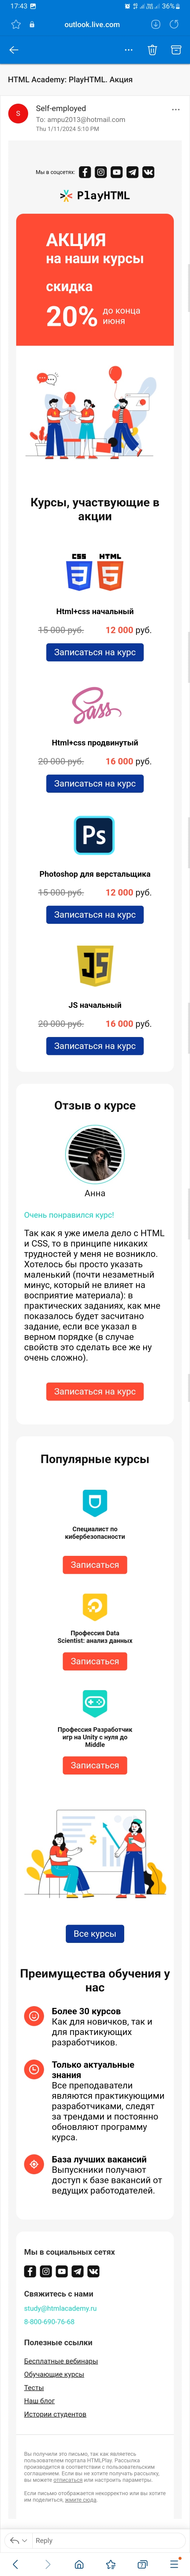 17:43
36%
outlook.live.com
HTML Academy: PlayHTML. Акция
Self-employed
To: ampu2013@hotmail.com
Thu 1/11/2024 5:10 PM
Мы в соцсетях:
PlayHTML
АКЦИЯ
на наши курсы
скидка
20% до конца
июня
Курсы, участвующие в
акции
CSS HTML
3 5
Html+css начальный
15 000 руб. 12 000 руб.
Записаться на курс
Sass
Html+css продвинутый
20 000 руб. 16 000 руб.
Записаться на курс
Ps
Photoshop для верстальщика
15 000 руб. 12 000 руб.
Записаться на курс
JS
JS начальный
20 000 руб. 16 000 руб.
Записаться на курс
Отзыв о курсе
Анна
Очень понравился курс!
Так как я уже имела дело с HTML
и CSS, то в принципе никаких
трудностей у меня не возникло.
Хотелось бы просто указать
маленький (почти незаметный
минус, который не влияет на
восприятие материала): в
практических заданиях, как мне
показалось будет засчитано
задание, если все указал в
верном порядке (в случае
свойств это сделать все же ну
очень сложно).
Записаться на курс
Популярные курсы
Специалист по
кибербезопасности
Записаться
Профессия Data
Scientist: анализ данных
Записаться
Профессия Разработчик
игр на Unity с нуля до
Middle
Записаться
$
Все курсы
Преимущества обучения у
нас
Более 30 курсов
Как для новичков, так и
для практикующих
разработчиков.
Только актуальные
знания
Все преподаватели
являются практикующими
разработчиками, следят
за трендами и постоянно
обновляют программу
курса.
База лучших вакансий
Выпускники получают
доступ к базе вакансий от
ведущих работодателей.
Мы в социальных сетях
Свяжитесь с нами
study@htmlacademy.ru
8-800-690-76-68
Полезные ссылки
Бесплатные вебинары
Обучающие курсы
Тесты
Наш блог
Истории студентов
Вы получили это письмо, так как являетесь
пользователем портала HTMLPlay. Рассылка
производится в соответствии с пользовательским
соглашением. Если вы не хотите получать рассылку,
вы можете отписаться или настроить параметры.
Если письмо отображается некорректно или вы хотите
им поделиться, жмите сюда.
Reply